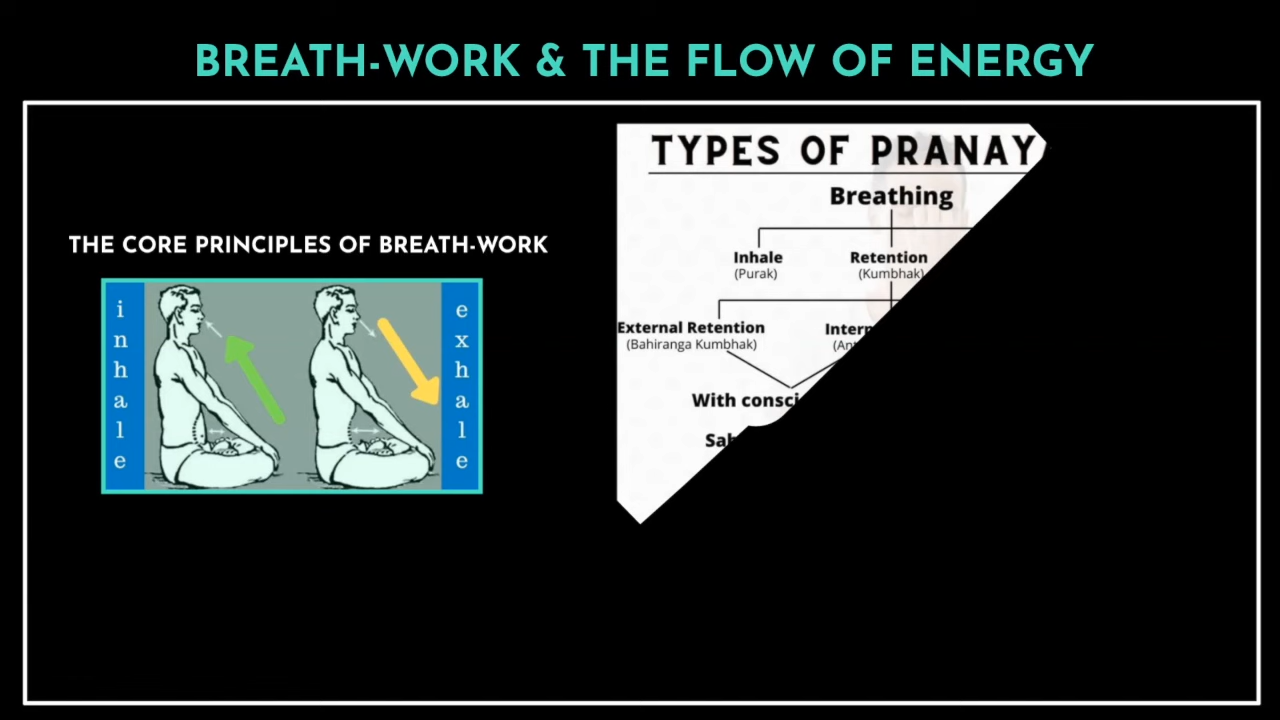 BREATH-WORK & THE FLOW OF ENERGY
THE CORE PRINCIPLES OF BREATH-WORK
inhale
exhale
TYPES OF PRANAY
Breathing
Inhale
(Purak)
Retention
(Kumbhak)
External Retention
(Bahiranga Kumbhak)
With